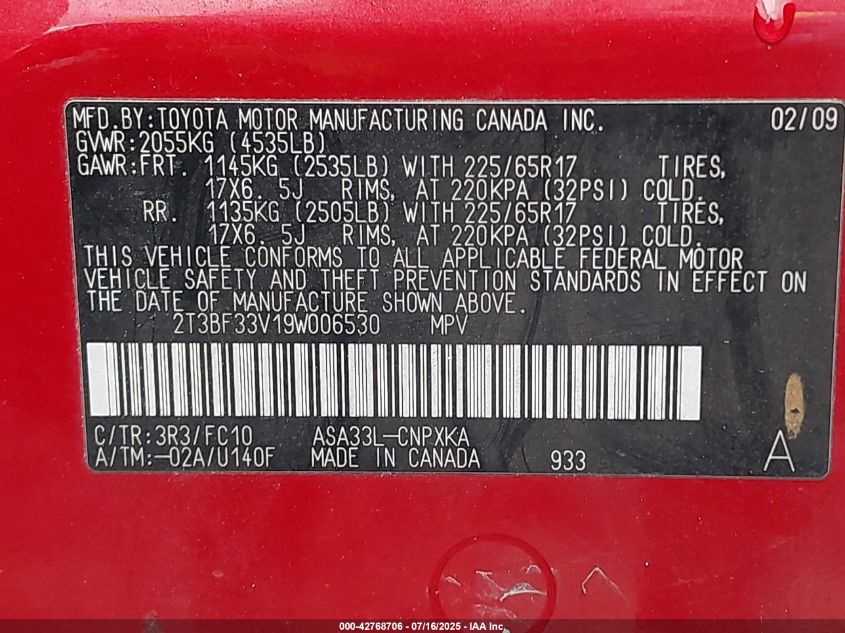 MFD.BY:TOYOTA MOTOR MANUFACTURING CANADA INC. 02/09
GVWR:2055KG (4535LB)
GAWR:FRT. 1145KG (2535LB) WITH 225/65R17 TIRES,
17X6. 5J RIMS, AT 220KPA (32PSI) COLD.
RR. 1135KG (2505LB) WITH 225/65R17 TIRES,
17X6. 5J RIMS, AT 220KPA (32PSI) COLD.
THIS VEHICLE CONFORMS TO ALL APPLICABLE FEDERAL MOTOR
VEHICLE SAFETY AND THEFT PREVENTION STANDARDS IN EFFECT ON
THE DATE OF MANUFACTURE SHOWN ABOVE.
2T3BF33V19W006530 MPV
C/TR:3R3/FC10 ASA33L-CNPXKA
A/TM:-02A/U140F MADE IN CANADA 933 A
000-42768706 - 07/16/2025 - IAA Inc.